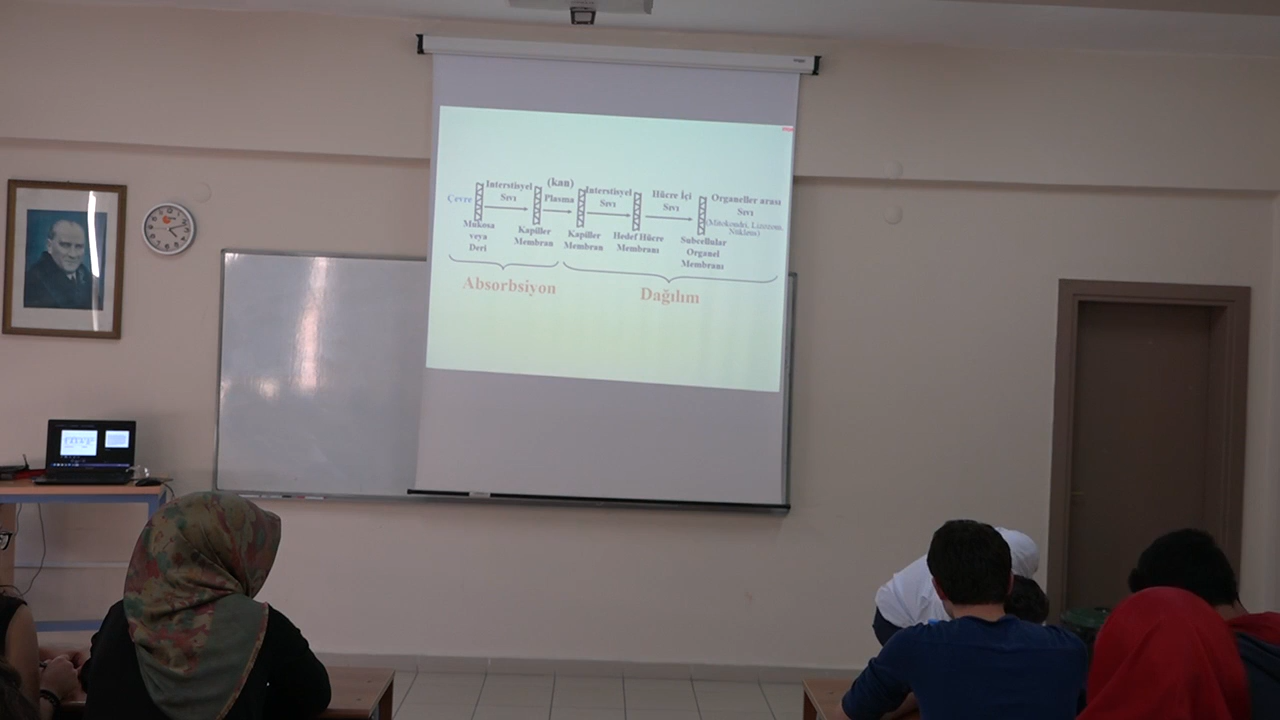 Çevre
Interstisyel
Sıvı
(kan)
Plasma
Interstisyel
Sıvı
Hücre İçi
Sıvı
Organeller arası
Sıvı
(Mitekondri, Lizozom,
Nükleus)
Mukosa
veya
Deri
Kapiller
Membran
Kapiller
Membran
Hedef Hücre
Membranı
Subcellular
Organel
Membranı
Absorbsiyon
Dağılım